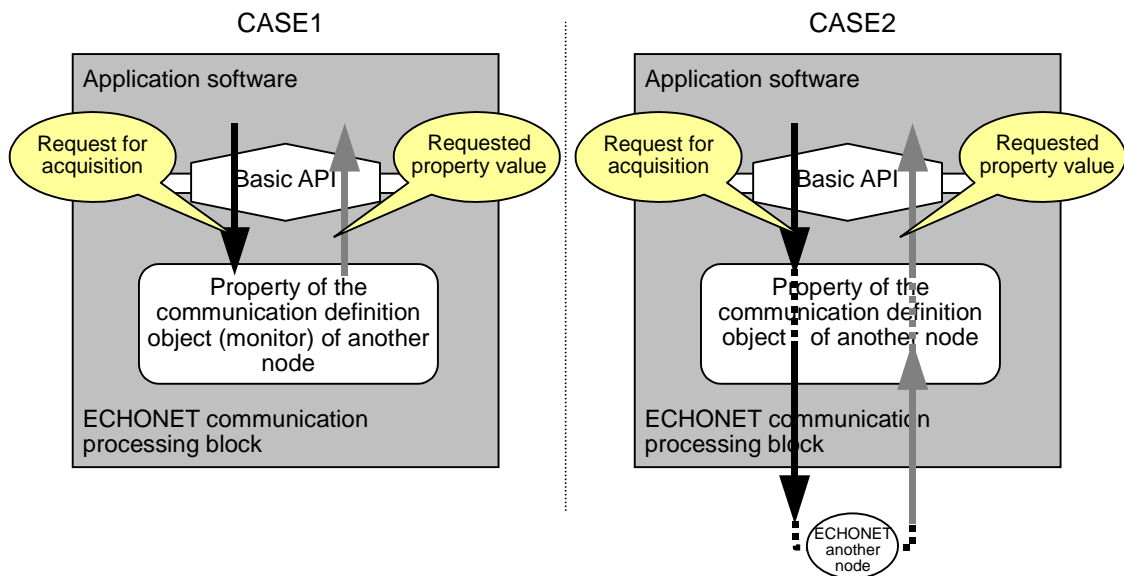 CASE1
Application software
Request for
acquisition
Basic API
Requested
property value
Property of the
communication definition
object (monitor) of another
node
ECHONET communication
processing block
CASE2
Application software
Request for
acquisition
Basic API
Requested
property value
Property of the
communication definition
object of another node
ECHONET communication
processing block
ECHONET
another
node